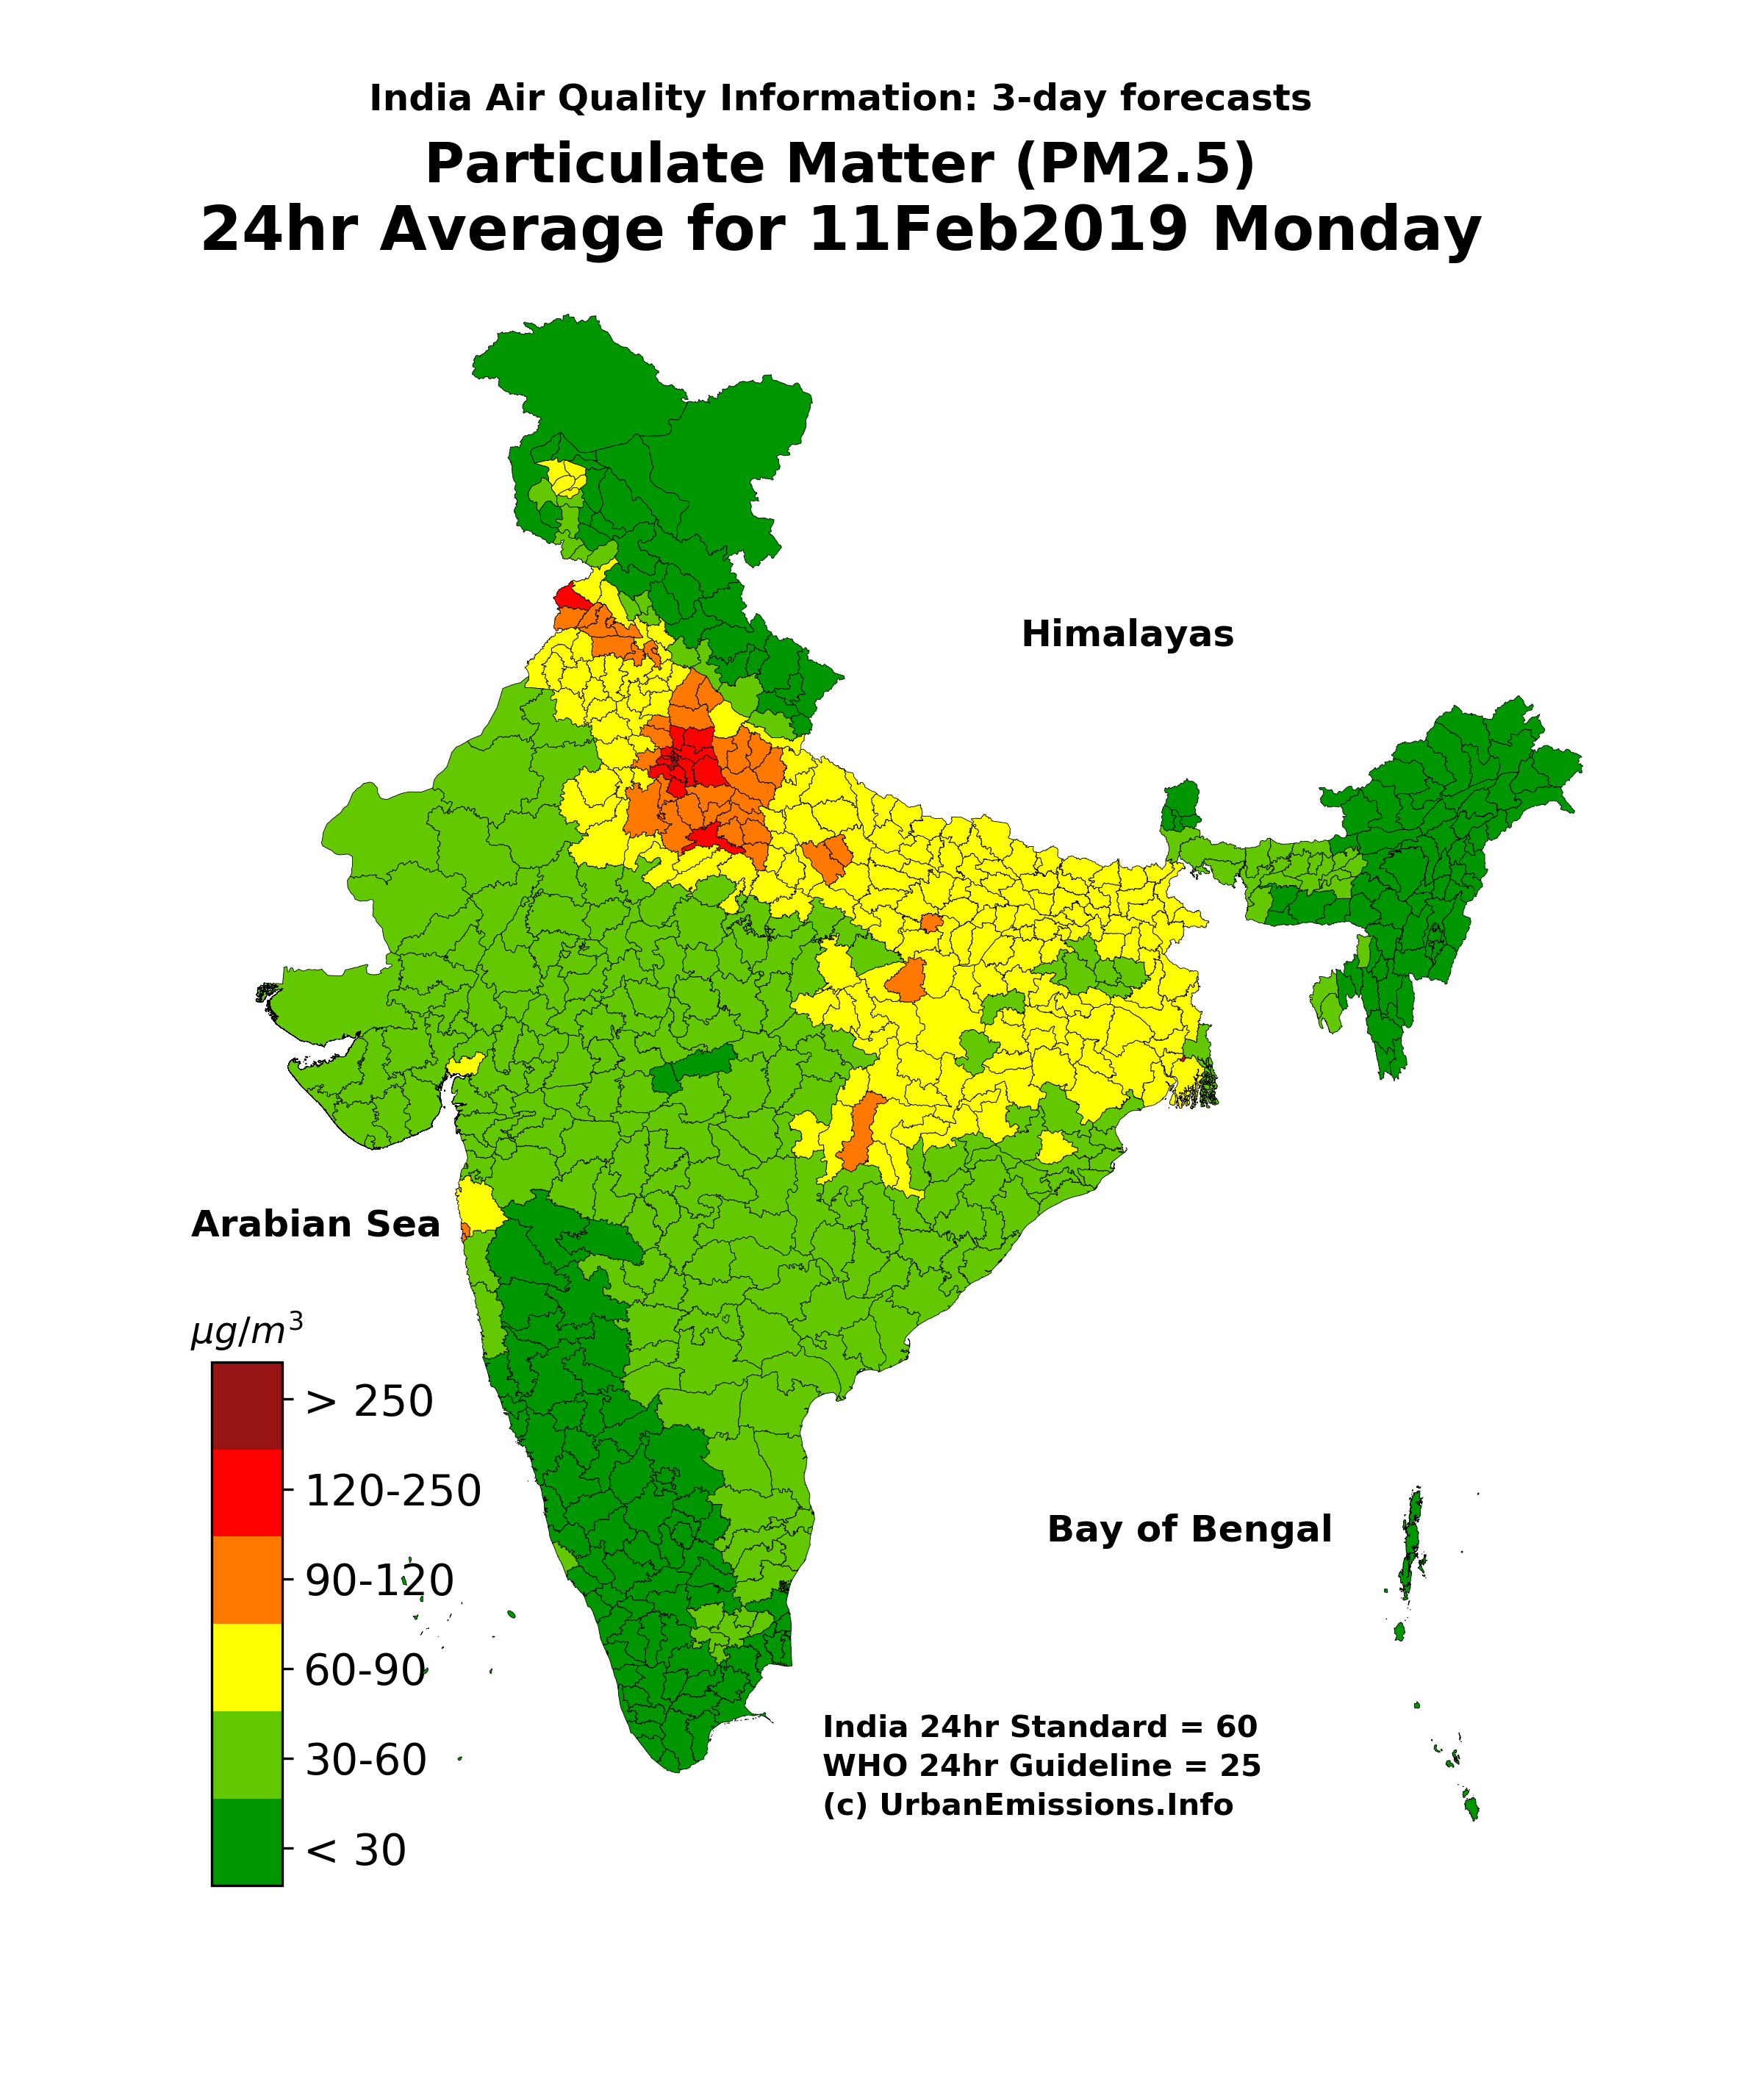 India Air Quality Information: 3-day forecasts
Particulate Matter (PM2.5)
24hr Average for 11Feb2019 Monday
Himalayas
Arabian Sea
μg/m³
> 250
120-250
90-120
60-90
30-60
< 30
Bay of Bengal
India 24hr Standard = 60
WHO 24hr Guideline = 25
(c) UrbanEmissions.Info